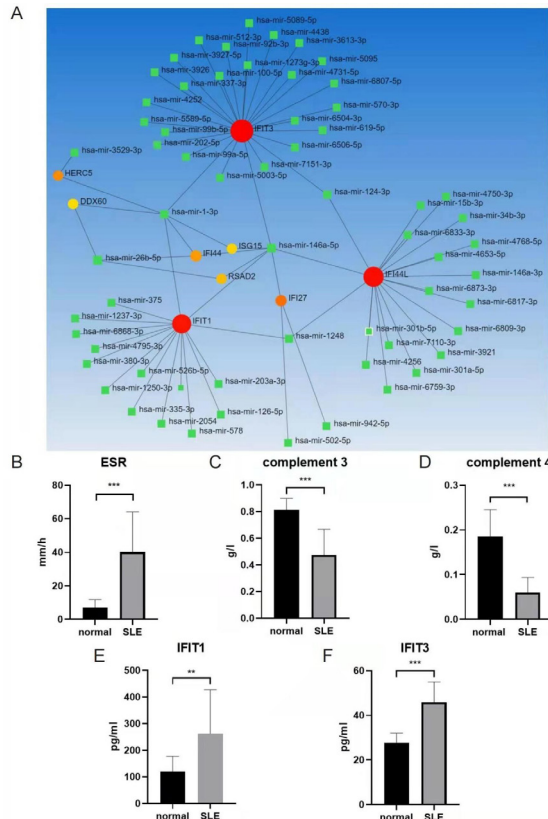 A
hsa-mir-5089-5p
hsa-mir-512-3p
hsa-mir-4436
hsa-mir-92b-3p
hsa-mir-3613-3p
hsa-mir-3927-5p
hsa-mir-1273g-3p
hsa-mir-5095
hsa-mir-3926
hsa-mir-100-5p
hsa-mir-4731-5p
hsa-mir-337-3p
hsa-mir-6807-5p
hsa-mir-4252
hsa-mir-570-3p
hsa-mir-5589-5p
hsa-mir-6504-3p
hsa-mir-99b-5p
IFIT3
hsa-mir-619-5p
hsa-mir-202-5p
hsa-mir-6506-5p
hsa-mir-3529-3p
hsa-mir-99a-5p
hsa-mir-7151-3p
HERC5
hsa-mir-5003-5p
hsa-mir-124-3p
hsa-mir-4750-3p
hsa-mir-15b-3p
DDX60
hsa-mir-1-3p
hsa-mir-34b-3p
hsa-mir-6833-3p
ISG15
hsa-mir-146a-5p
hsa-mir-4768-5p
hsa-mir-26b-5p
IFI44
hsa-mir-4653-5p
RSAD2
IFI44L
hsa-mir-146a-3p
hsa-mir-6873-3p
hsa-mir-375
IFI27
hsa-mir-6817-3p
hsa-mir-1237-3p
IFIT1
hsa-mir-301b-5p
hsa-mir-6868-3p
hsa-mir-1248
hsa-mir-6809-3p
hsa-mir-7110-3p
hsa-mir-4795-3p
hsa-mir-3921
hsa-mir-380-3p
hsa-mir-4256
hsa-mir-526b-5p
hsa-mir-301a-5p
hsa-mir-1250-3p
hsa-mir-203a-3p
hsa-mir-6759-3p
hsa-mir-335-3p
hsa-mir-126-5p
hsa-mir-2054
hsa-mir-942-5p
hsa-mir-578
hsa-mir-502-5p
B
ESR
mm/h
80
60
40
20
0
***
normal SLE
C
complement 3
g/l
1.0
0.8
0.6
0.4
0.2
0.0
***
normal SLE
D
complement 4
g/l
0.3
0.2
0.1
0.0
***
normal SLE
E
IFIT1
pg/ml
500
400
300
200
100
0
**
normal SLE
F
IFIT3
pg/ml
60
40
20
0
***
normal SLE